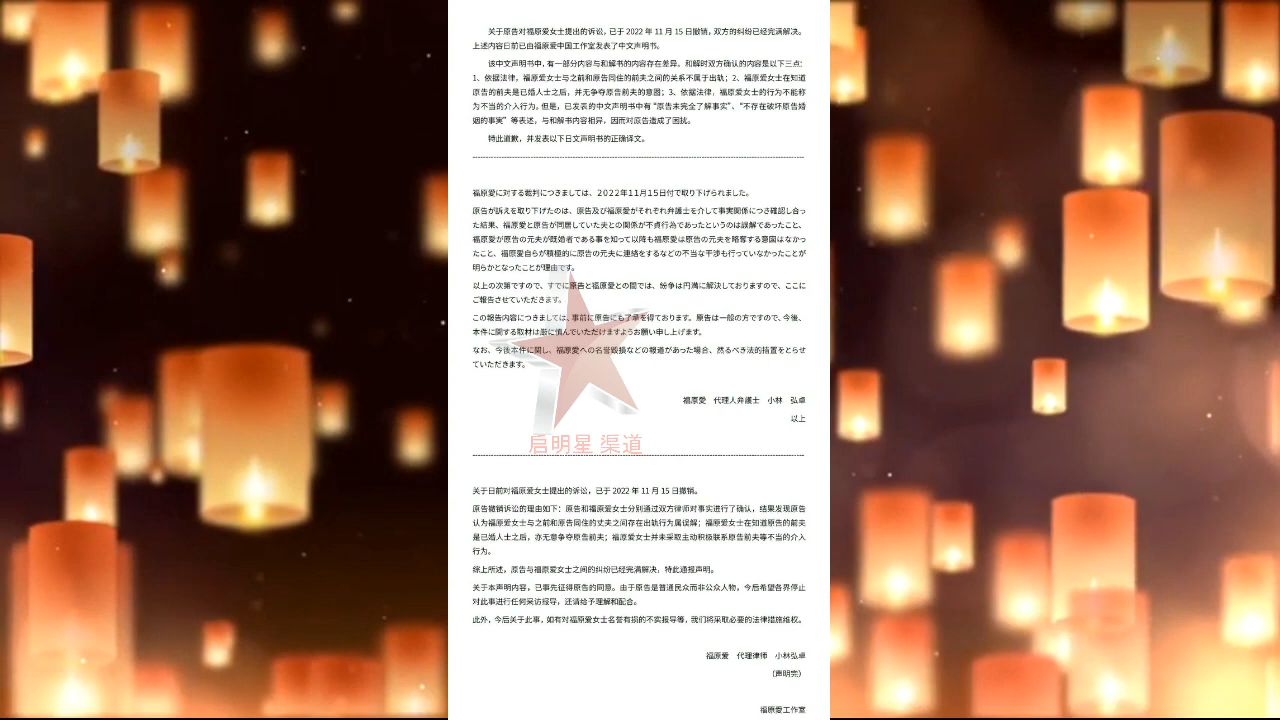 关于原告对福原爱女士提出的诉讼，已于 2022 年 11 月 15 日撤销，双方的纠纷已经完满解决。
上述内容日前已由福原爱中国工作室发表了中文声明书。
该中文声明书中，有一部分内容与和解书的内容存在差异。和解时双方确认的内容是以下三点：
1、依据法律，福原爱女士与之前和原告同住的前夫之间的关系不属于出轨；2、福原爱女士在知道
原告的前夫是已婚人士之后，并无争夺原告前夫的意图；3、依据法律，福原爱女士的行为不能称
为不当的介入行为。但是，已发表的中文声明书中有“原告未完全了解事实”、“不存在破坏原告婚
姻的事实”等表述，与和解书内容相异，因而对原告造成了困扰。
特此道歉，并发表以下日文声明书的正确译文。
福原愛に対する裁判につきましては、２０２２年１１月１５日付で取り下げられました。
原告が訴えを取り下げたのは、原告及び福原愛がそれぞれ弁護士を介して事実関係につき確認し合っ
た結果、福原愛と原告が同居していた夫との関係が不貞行為であったというのは誤解であったこと、
福原愛が原告の元夫が既婚者である事を知って以降も福原愛は原告の元夫を略奪する意図はなかっ
たこと、福原愛自らが積極的に原告の元夫に連絡をするなどの不当な干渉も行っていなかったことが
明らかとなったことが理由です。
以上の次第ですので、すでに原告と福原愛との間では、紛争は円満に解決しておりますので、ここに
ご報告させていただきます。
この報告内容につきましては、事前に原告にも了承を得ております。原告は一般の方ですので、今後、
本件に関する取材は厳に慎んでいただけますようお願い申し上げます。
なお、今後本件に関し、福原愛への名誉毀損などの報道があった場合、然るべき法的措置をとらせ
ていただきます。
福原愛　代理人弁護士　小林　弘卓
以上
启明星 渠道
关于日前对福原爱女士提出的诉讼，已于 2022 年 11 月 15 日撤销。
原告撤销诉讼的理由如下：原告和福原爱女士分别通过双方律师对事实进行了确认，结果发现原告
认为福原爱女士与之前和原告同住的丈夫之间存在出轨行为属误解；福原爱女士在知道原告的前夫
是已婚人士之后，亦无意争夺原告前夫；福原爱女士并未采取主动积极联系原告前夫等不当的介入
行为。
综上所述，原告与福原爱女士之间的纠纷已经完满解决，特此通报声明。
关于本声明内容，已事先征得原告的同意。由于原告是普通民众而非公众人物，今后希望各界停止
对此事进行任何采访报导，还请给予理解和配合。
此外，今后关于此事，如有对福原爱女士名誉有损的不实报导等，我们将采取必要的法律措施维权。
福原爱　代理律师　小林弘卓
（声明完）
福原愛工作室